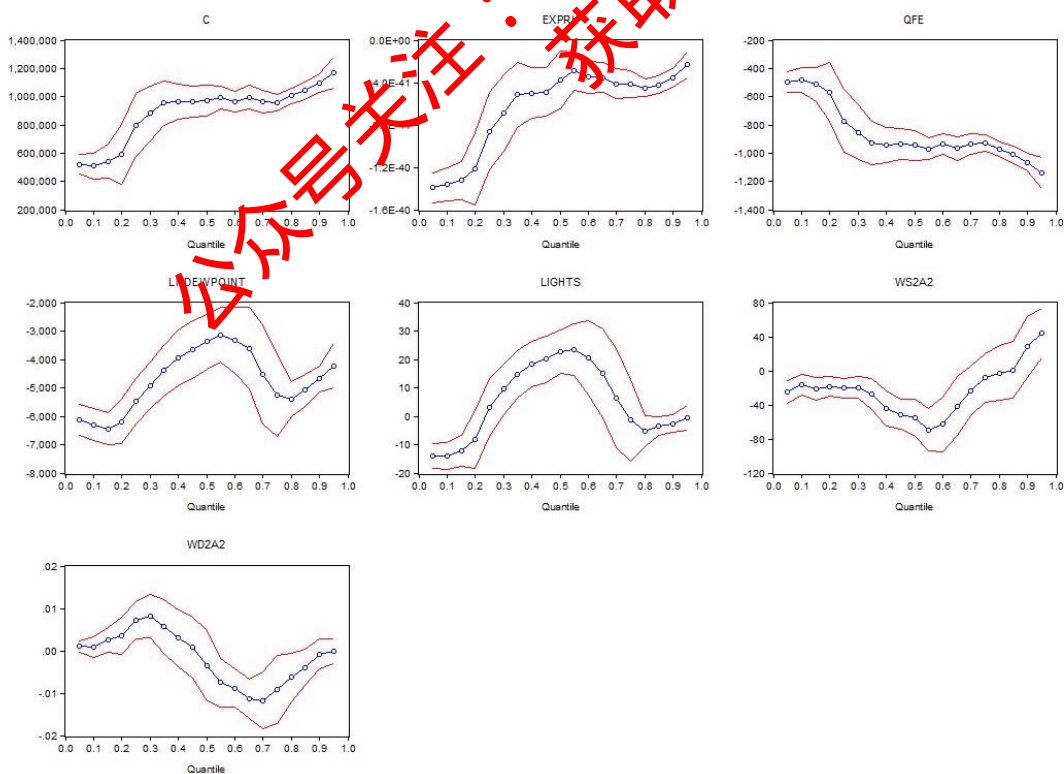 C
1,400,000
1,200,000
1,000,000
800,000
600,000
400,000
200,000
0.0 0.1 0.2 0.3 0.4 0.5 0.6 0.7 0.8 0.9 1.0
Quantile
0.0E+00
-1.2E-40
-1.6E-40
0.0 0.1 0.2 0.3 0.4 0.5 0.6 0.7 0.8 0.9 1.0
Quantile
QFE
-200
-400
-600
-800
-1,000
-1,200
-1,400
0.0 0.1 0.2 0.3 0.4 0.5 0.6 0.7 0.8 0.9 1.0
Quantile
公众号关注:
获取
-2,000
-3,000
-4,000
-5,000
-6,000
-7,000
-8,000
0.0 0.1 0.2 0.3 0.4 0.5 0.6 0.7 0.8 0.9 1.0
Quantile
LIGHTS
40
30
20
10
0
-10
-20
0.0 0.1 0.2 0.3 0.4 0.5 0.6 0.7 0.8 0.9 1.0
Quantile
WS2A2
80
40
0
-40
-80
-120
0.0 0.1 0.2 0.3 0.4 0.5 0.6 0.7 0.8 0.9 1.0
Quantile
WD2A2
.02
.01
.00
-.01
-.02
0.0 0.1 0.2 0.3 0.4 0.5 0.6 0.7 0.8 0.9 1.0
Quantile